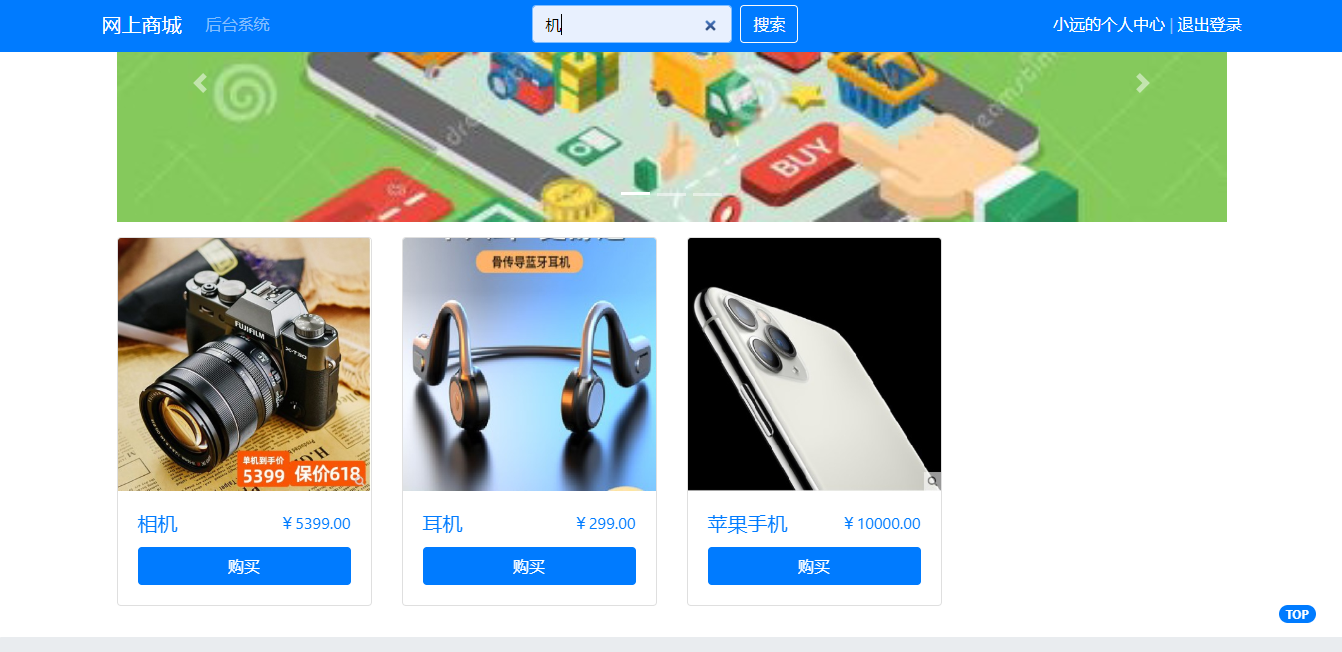 网上商城 后台系统 机 × 搜索 小远的个人中心 | 退出登录
BUY
FUJIFILM
X-T30
单机到手价
5399 保价618
骨传导蓝牙耳机
相机 ¥ 5399.00
购买
耳机 ¥ 299.00
购买
苹果手机 ¥ 10000.00
购买
TOP